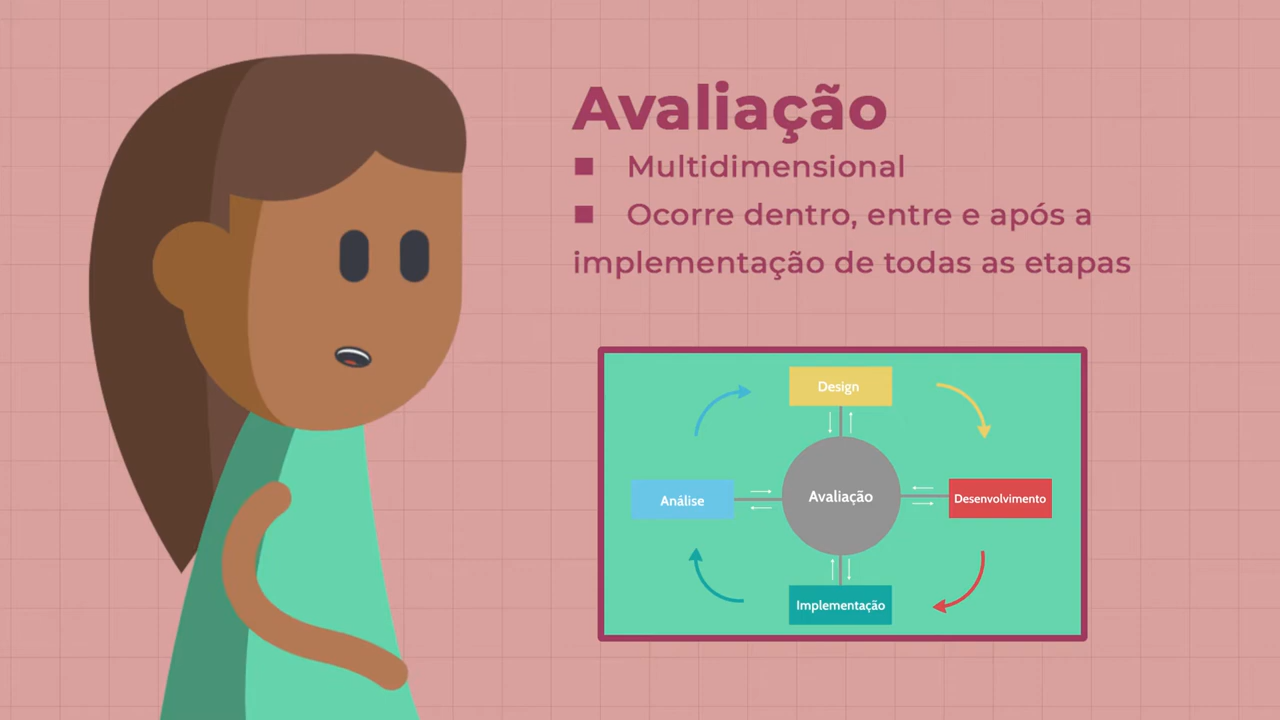 Avaliação
■ Multidimensional
■ Ocorre dentro, entre e após a
implementação de todas as etapas
Design
Análise
Avaliação
Desenvolvimento
Implementação